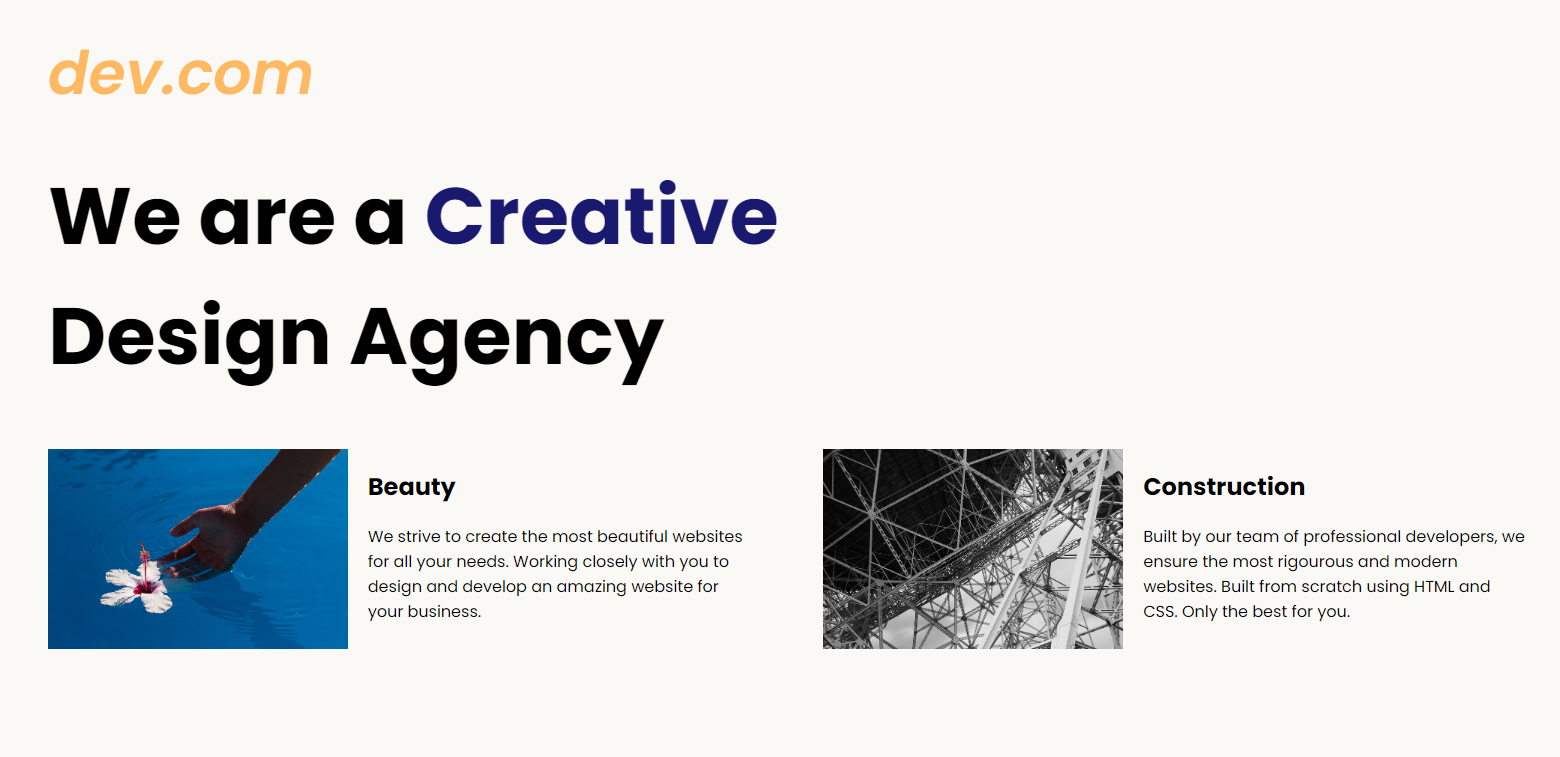 dev.com
We are a Creative
Design Agency
Beauty
We strive to create the most beautiful websites
for all your needs. Working closely with you to
design and develop an amazing website for
your business.
Construction
Built by our team of professional developers, we
ensure the most rigourous and modern
websites. Built from scratch using HTML and
CSS. Only the best for you.